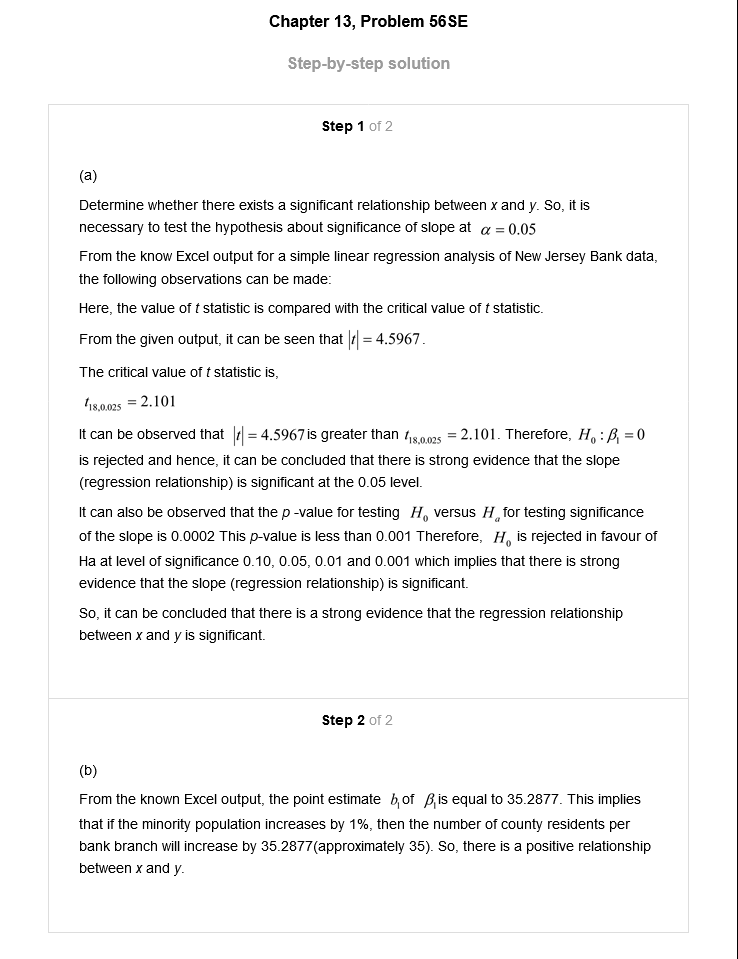 Chapter 13, Problem 56SE
Step-by-step solution
Step 1 of 2
(a)
Determine whether there exists a significant relationship between x and y. So, it is
necessary to test the hypothesis about significance of slope at α = 0.05
From the know Excel output for a simple linear regression analysis of New Jersey Bank data,
the following observations can be made:
Here, the value of t statistic is compared with the critical value of t statistic.
From the given output, it can be seen that |t| = 4.5967.
The critical value of t statistic is,
t₁₈,₀.₀₂₅ = 2.101
It can be observed that |t| = 4.5967 is greater than t₁₈,₀.₀₂₅ = 2.101. Therefore, H₀ : β₁ = 0
is rejected and hence, it can be concluded that there is strong evidence that the slope
(regression relationship) is significant at the 0.05 level.
It can also be observed that the p -value for testing H₀ versus Hₐ for testing significance
of the slope is 0.0002 This p-value is less than 0.001 Therefore, H₀ is rejected in favour of
Ha at level of significance 0.10, 0.05, 0.01 and 0.001 which implies that there is strong
evidence that the slope (regression relationship) is significant.
So, it can be concluded that there is a strong evidence that the regression relationship
between x and y is significant.
Step 2 of 2
(b)
From the known Excel output, the point estimate b₁ of β₁ is equal to 35.2877. This implies
that if the minority population increases by 1%, then the number of county residents per
bank branch will increase by 35.2877(approximately 35). So, there is a positive relationship
between x and y.